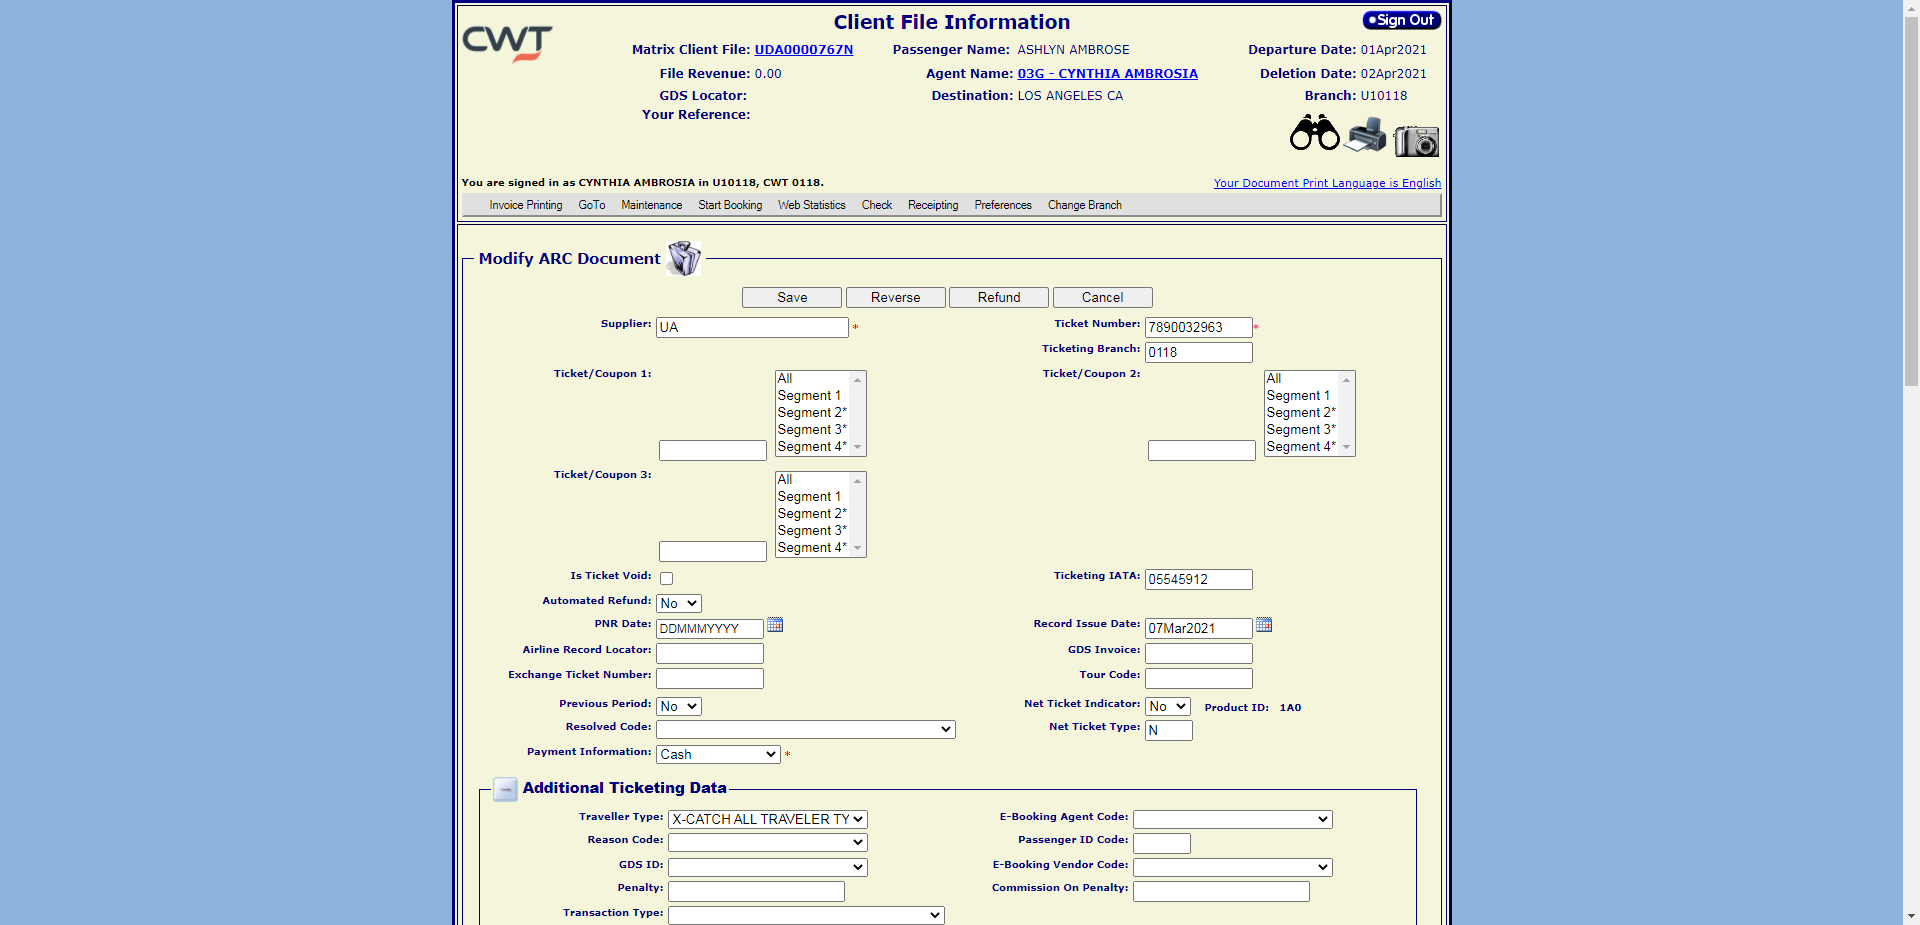 CWT
Client File Information
Sign Out
Matrix Client File: UDA0000767N
Passenger Name: ASHLYN AMBROSE
Departure Date: 01Apr2021
File Revenue: 0.00
Agent Name: 03G - CYNTHIA AMBROSIA
Deletion Date: 02Apr2021
GDS Locator:
Destination: LOS ANGELES CA
Branch: U10118
Your Reference:
You are signed in as CYNTHIA AMBROSIA in U10118, CWT 0118.
Your Document Print Language is English
Invoice Printing GoTo Maintenance Start Booking Web Statistics Check Receipting Preferences Change Branch
Modify ARC Document
Save Reverse Refund Cancel
Supplier: UA *
Ticket Number: 7890032963 *
Ticketing Branch: 0118
Ticket/Coupon 1:
All
Segment 1
Segment 2*
Segment 3*
Segment 4*
Ticket/Coupon 2:
All
Segment 1
Segment 2*
Segment 3*
Segment 4*
Ticket/Coupon 3:
All
Segment 1
Segment 2*
Segment 3*
Segment 4*
Is Ticket Void:
Ticketing IATA: 05545912
Automated Refund: No
PNR Date: DDMMMYYYY
Record Issue Date: 07Mar2021
Airline Record Locator:
GDS Invoice:
Exchange Ticket Number:
Tour Code:
Previous Period: No
Net Ticket Indicator: No Product ID: 1A0
Resolved Code:
Net Ticket Type: N
Payment Information: Cash *
Additional Ticketing Data
Traveller Type: X-CATCH ALL TRAVELER TY
E-Booking Agent Code:
Reason Code:
Passenger ID Code:
GDS ID:
E-Booking Vendor Code:
Penalty:
Commission On Penalty:
Transaction Type: